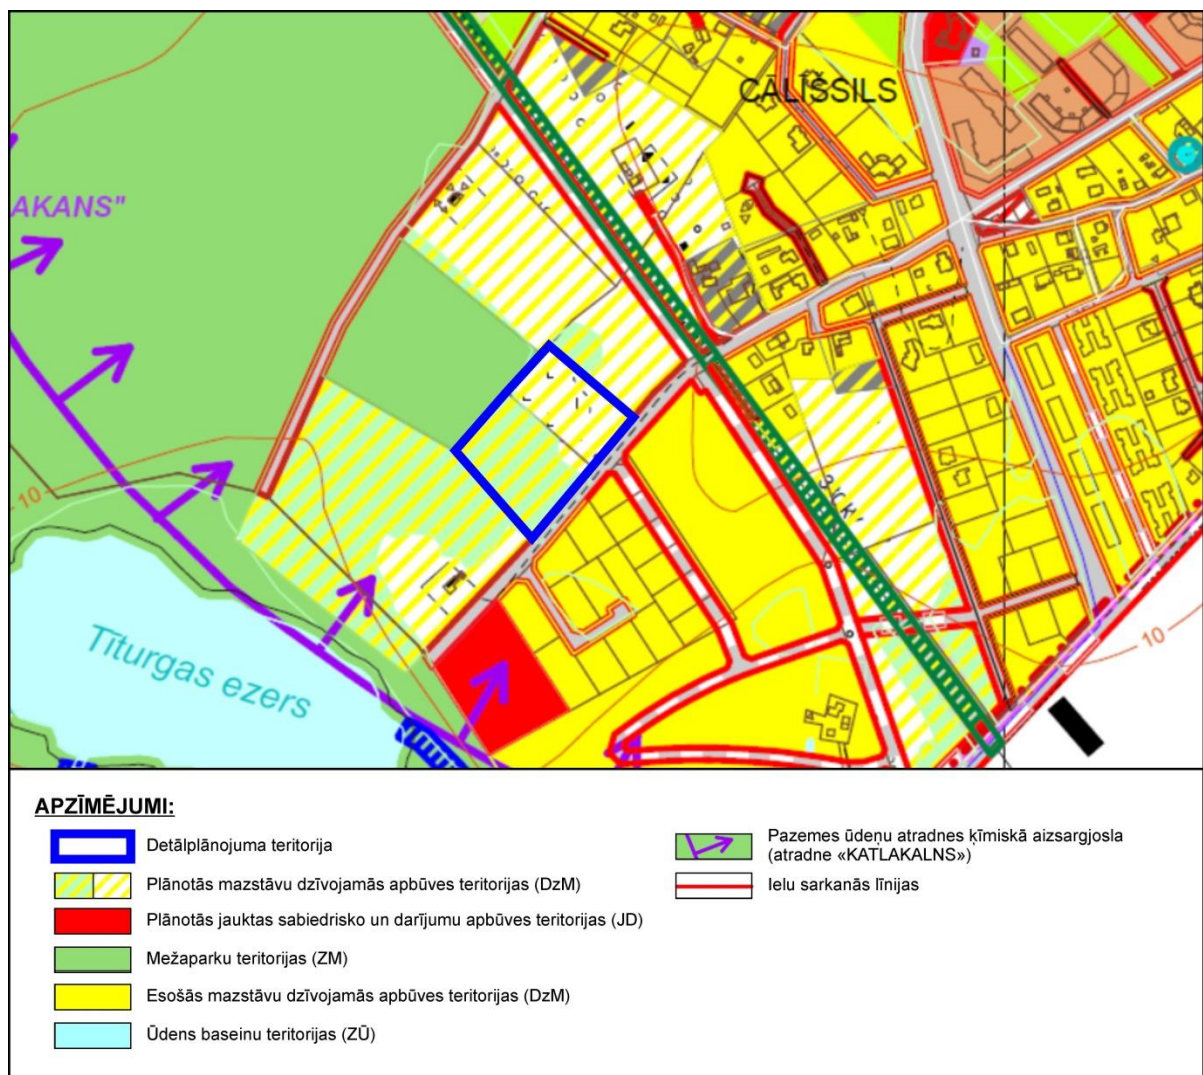 CĀLĪŠSILS
AKANS"
10
10
Tīturgas ezers
APZĪMĒJUMI:
Detālplānojuma teritorija
Plānotās mazstāvu dzīvojamās apbūves teritorijas (DzM)
Plānotās jauktas sabiedrisko un darījumu apbūves teritorijas (JD)
Mežaparku teritorijas (ZM)
Esošās mazstāvu dzīvojamās apbūves teritorijas (DzM)
Ūdens baseinu teritorijas (ZŪ)
Pazemes ūdeņu atradnes ķīmiskā aizsargjosla
(atradne «KATLAKALNS»)
Ielu sarkanās līnijas